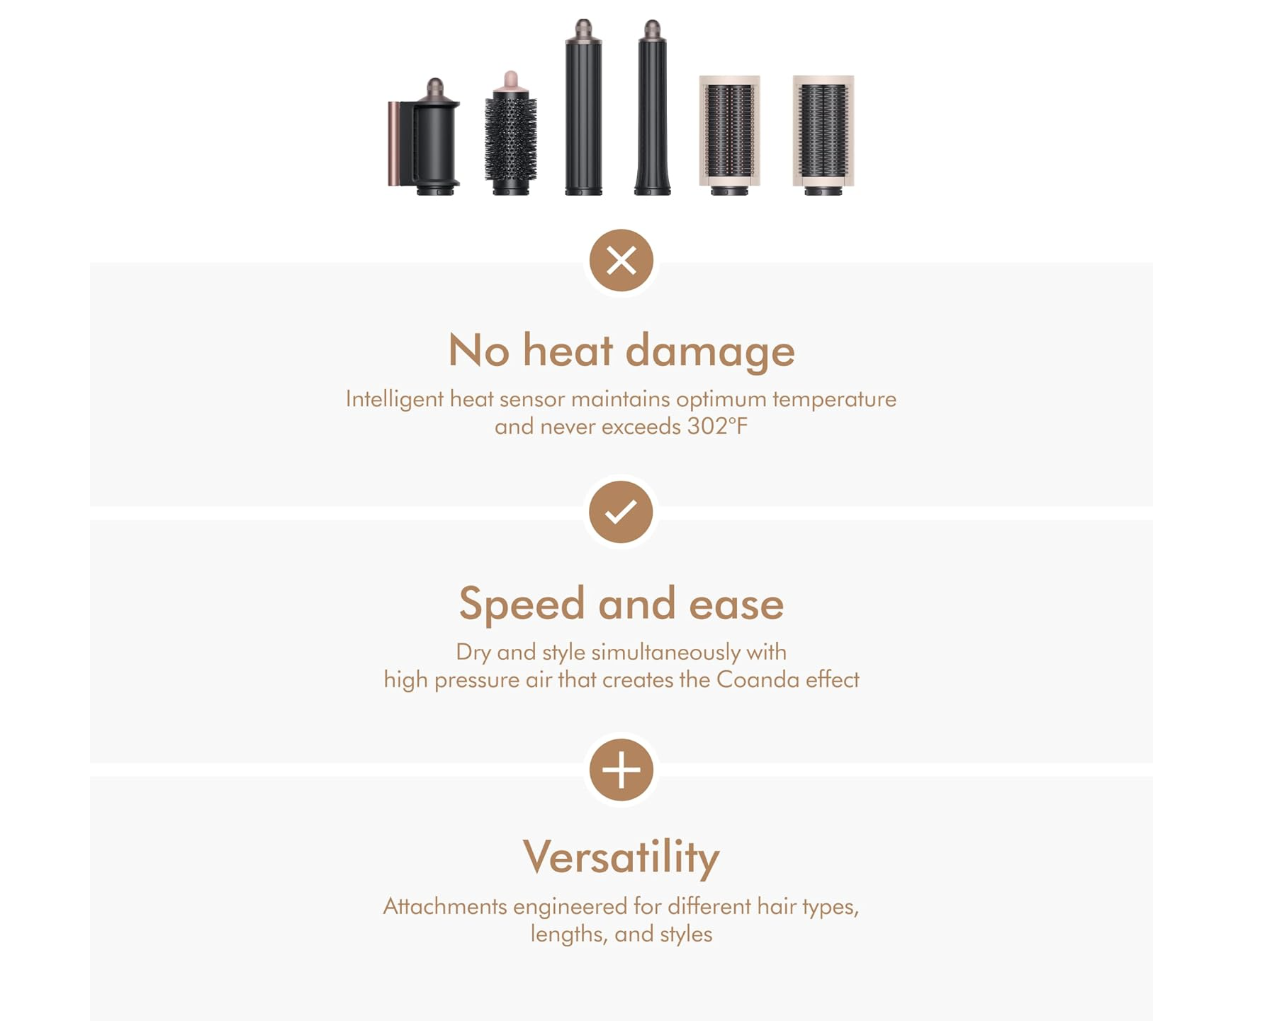 No heat damage
Intelligent heat sensor maintains optimum temperature
and never exceeds 302°F
Speed and ease
Dry and style simultaneously with
high pressure air that creates the Coanda effect
Versatility
Attachments engineered for different hair types,
lengths, and styles